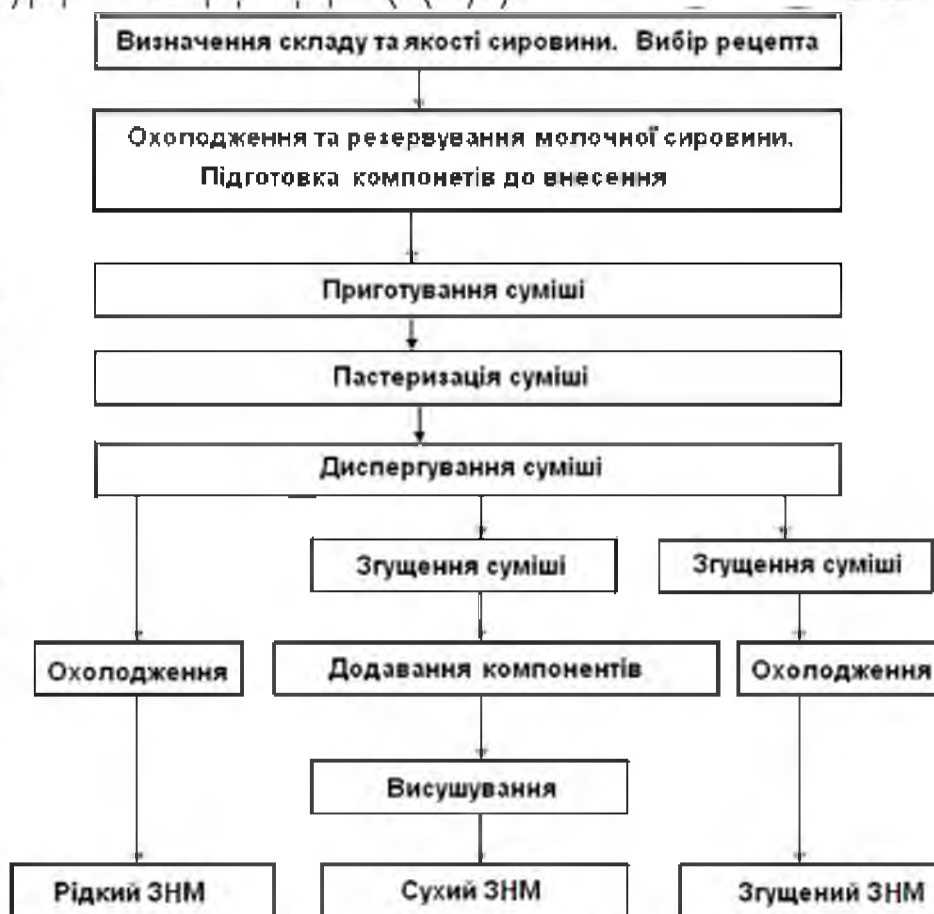 Визначення складу та якості сировини. Вибір рецепта
Охолодження та резервування молочної сировини.
Підготовка компонетів до внесення
Приготування суміші
Пастеризація суміші
Диспергування суміші
Згущення суміші
Згущення суміші
Охолодження
Додавання компонентів
Охолодження
Висушування
Рідкий ЗНМ
Сухий ЗНМ
Згущений ЗНМ